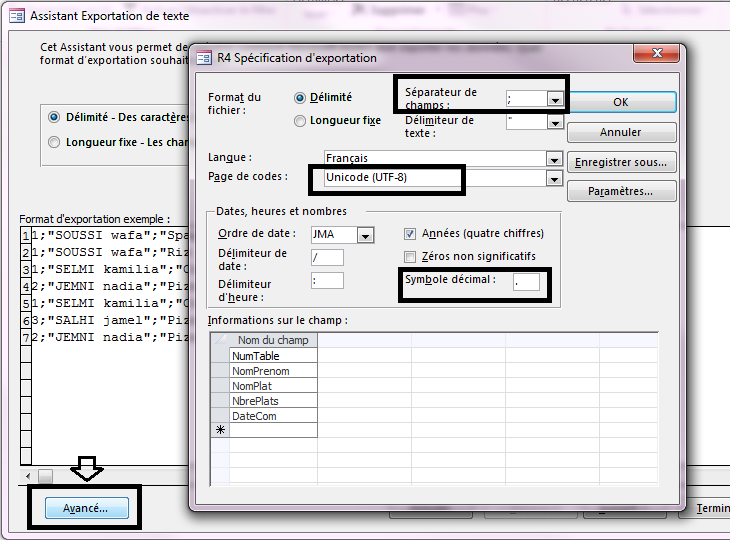 Assistant Exportation de texte
Cet Assistant vous permet de
format d'exportation souhait
Délimité - Des caractères
Longueur fixe - Les char
Format d'exportation exemple :
1 1;"SOUSSI wafa";"Spa
2 1;"SOUSSI wafa";"Riz
3 1;"SELMI kamilia";"C
4 2;"JEMNI nadia";"Piz
5 1;"SELMI kamilia";"C
6 3;"SALHI jamel";"Piz
7 2;"JEMNI nadia";"Piz
Avancé...
Termin
R4 Spécification d'exportation
Format du
fichier :
Délimité
Longueur fixe
Séparateur de
champs :
;
Délimiteur de
texte :
"
OK
Annuler
Enregistrer sous...
Paramètres...
Langue :
Français
Page de codes :
Unicode (UTF-8)
Dates, heures et nombres
Ordre de date :
JMA
Années (quatre chiffres)
Délimiteur de
date :
/
Zéros non significatifs
Délimiteur
d'heure :
:
Symbole décimal :
.
Informations sur le champ :
Nom du champ
NumTable
NomPrenom
NomPlat
NbrePlats
DateCom